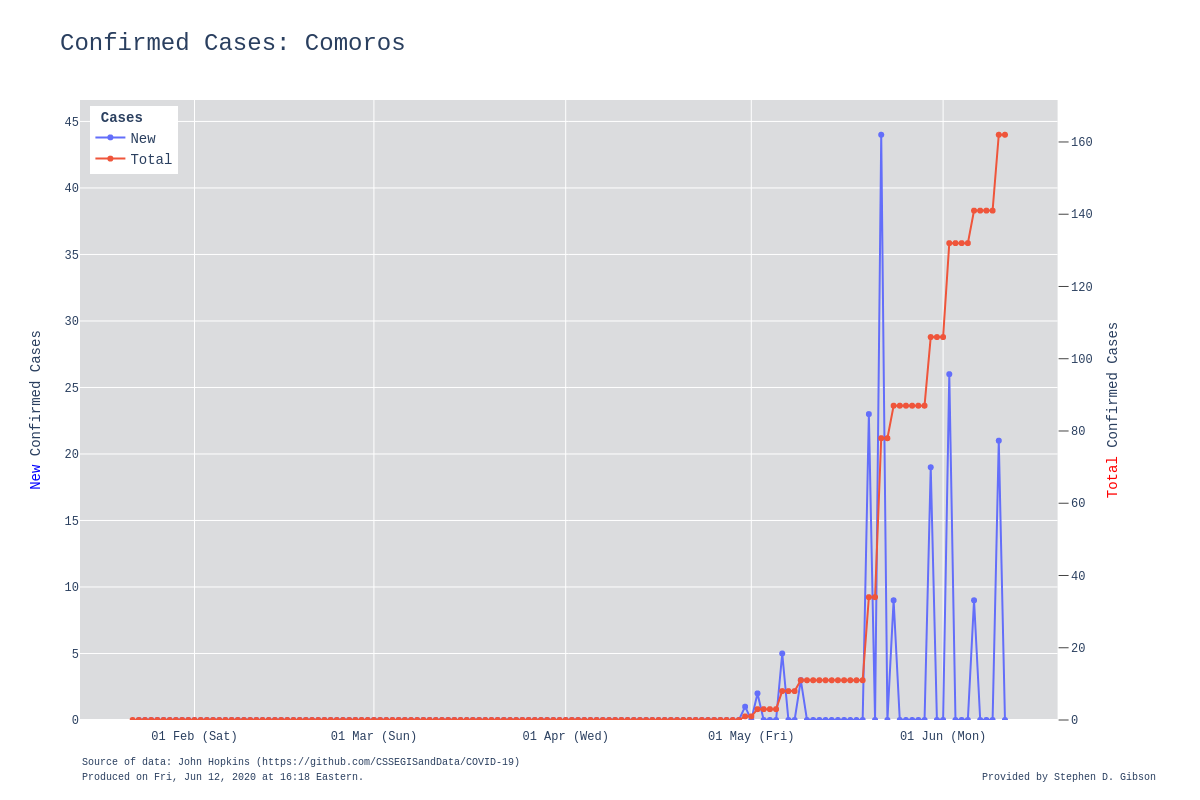 Confirmed Cases: Comoros
Cases
New
Total
45
40
35
30
25
20
15
10
5
0
New Confirmed Cases
160
140
120
100
80
60
40
20
0
Total Confirmed Cases
01 Feb (Sat)
01 Mar (Sun)
01 Apr (Wed)
01 May (Fri)
01 Jun (Mon)
Source of data: John Hopkins (https://github.com/CSSEGISandData/COVID-19)
Produced on Fri, Jun 12, 2020 at 16:18 Eastern.
Provided by Stephen D. Gibson